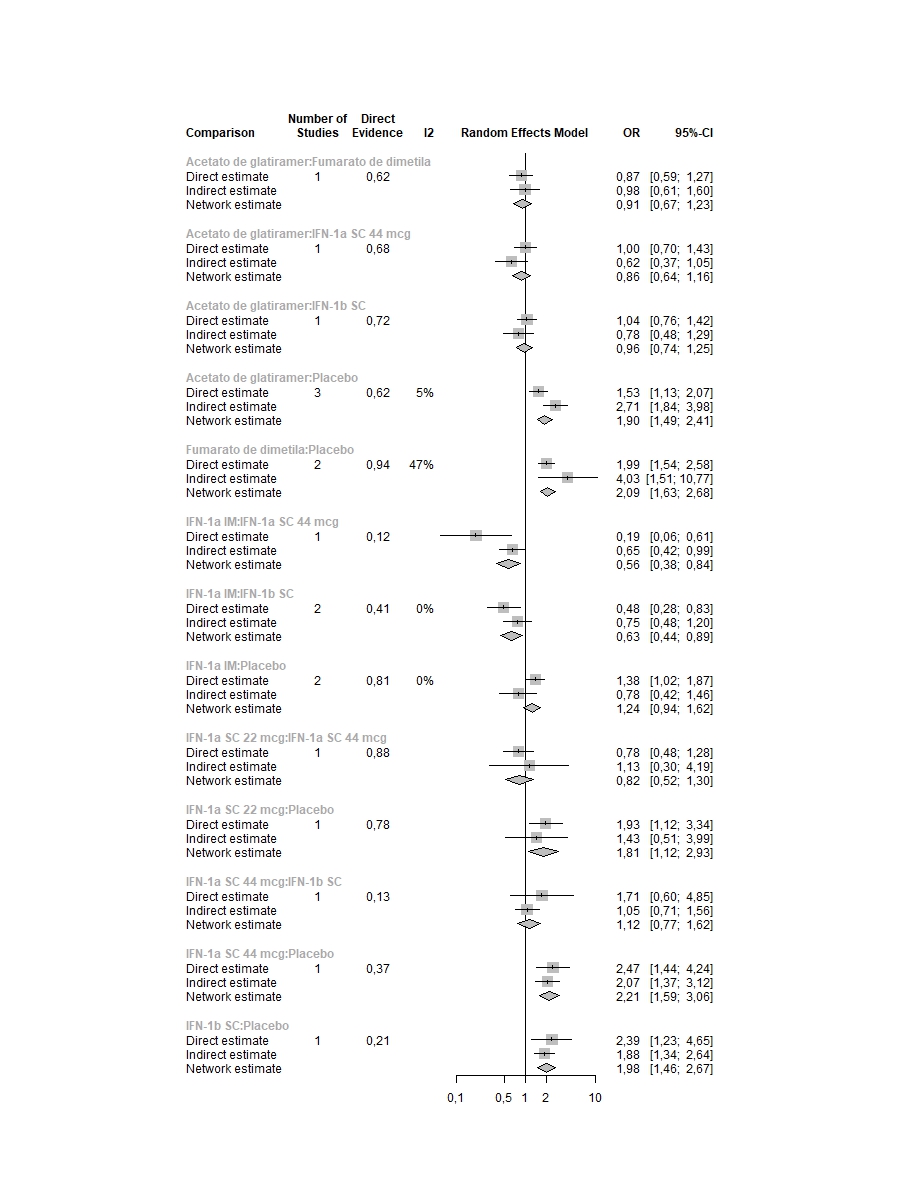 Number of Direct
Comparison Studies Evidence I2 Random Effects Model OR 95%-CI
Acetato de glatiramer:Fumarato de dimetila
Direct estimate 1 0,62 0,87 [0,59; 1,27]
Indirect estimate 0,98 [0,61; 1,60]
Network estimate 0,91 [0,67; 1,23]
Acetato de glatiramer:IFN-1a SC 44 mcg
Direct estimate 1 0,68 1,00 [0,70; 1,43]
Indirect estimate 0,62 [0,37; 1,05]
Network estimate 0,86 [0,64; 1,16]
Acetato de glatiramer:IFN-1b SC
Direct estimate 1 0,72 1,04 [0,76; 1,42]
Indirect estimate 0,78 [0,48; 1,29]
Network estimate 0,96 [0,74; 1,25]
Acetato de glatiramer:Placebo
Direct estimate 3 0,62 5% 1,53 [1,13; 2,07]
Indirect estimate 2,71 [1,84; 3,98]
Network estimate 1,90 [1,49; 2,41]
Fumarato de dimetila:Placebo
Direct estimate 2 0,94 47% 1,99 [1,54; 2,58]
Indirect estimate 4,03 [1,51; 10,77]
Network estimate 2,09 [1,63; 2,68]
IFN-1a IM:IFN-1a SC 44 mcg
Direct estimate 1 0,12 0,19 [0,06; 0,61]
Indirect estimate 0,65 [0,42; 0,99]
Network estimate 0,56 [0,38; 0,84]
IFN-1a IM:IFN-1b SC
Direct estimate 2 0,41 0% 0,48 [0,28; 0,83]
Indirect estimate 0,75 [0,48; 1,20]
Network estimate 0,63 [0,44; 0,89]
IFN-1a IM:Placebo
Direct estimate 2 0,81 0% 1,38 [1,02; 1,87]
Indirect estimate 0,78 [0,42; 1,46]
Network estimate 1,24 [0,94; 1,62]
IFN-1a SC 22 mcg:IFN-1a SC 44 mcg
Direct estimate 1 0,88 0,78 [0,48; 1,28]
Indirect estimate 1,13 [0,30; 4,19]
Network estimate 0,82 [0,52; 1,30]
IFN-1a SC 22 mcg:Placebo
Direct estimate 1 0,78 1,93 [1,12; 3,34]
Indirect estimate 1,43 [0,51; 3,99]
Network estimate 1,81 [1,12; 2,93]
IFN-1a SC 44 mcg:IFN-1b SC
Direct estimate 1 0,13 1,71 [0,60; 4,85]
Indirect estimate 1,05 [0,71; 1,56]
Network estimate 1,12 [0,77; 1,62]
IFN-1a SC 44 mcg:Placebo
Direct estimate 1 0,37 2,47 [1,44; 4,24]
Indirect estimate 2,07 [1,37; 3,12]
Network estimate 2,21 [1,59; 3,06]
IFN-1b SC:Placebo
Direct estimate 1 0,21 2,39 [1,23; 4,65]
Indirect estimate 1,88 [1,34; 2,64]
Network estimate 1,98 [1,46; 2,67]
0,1 0,5 1 2 10